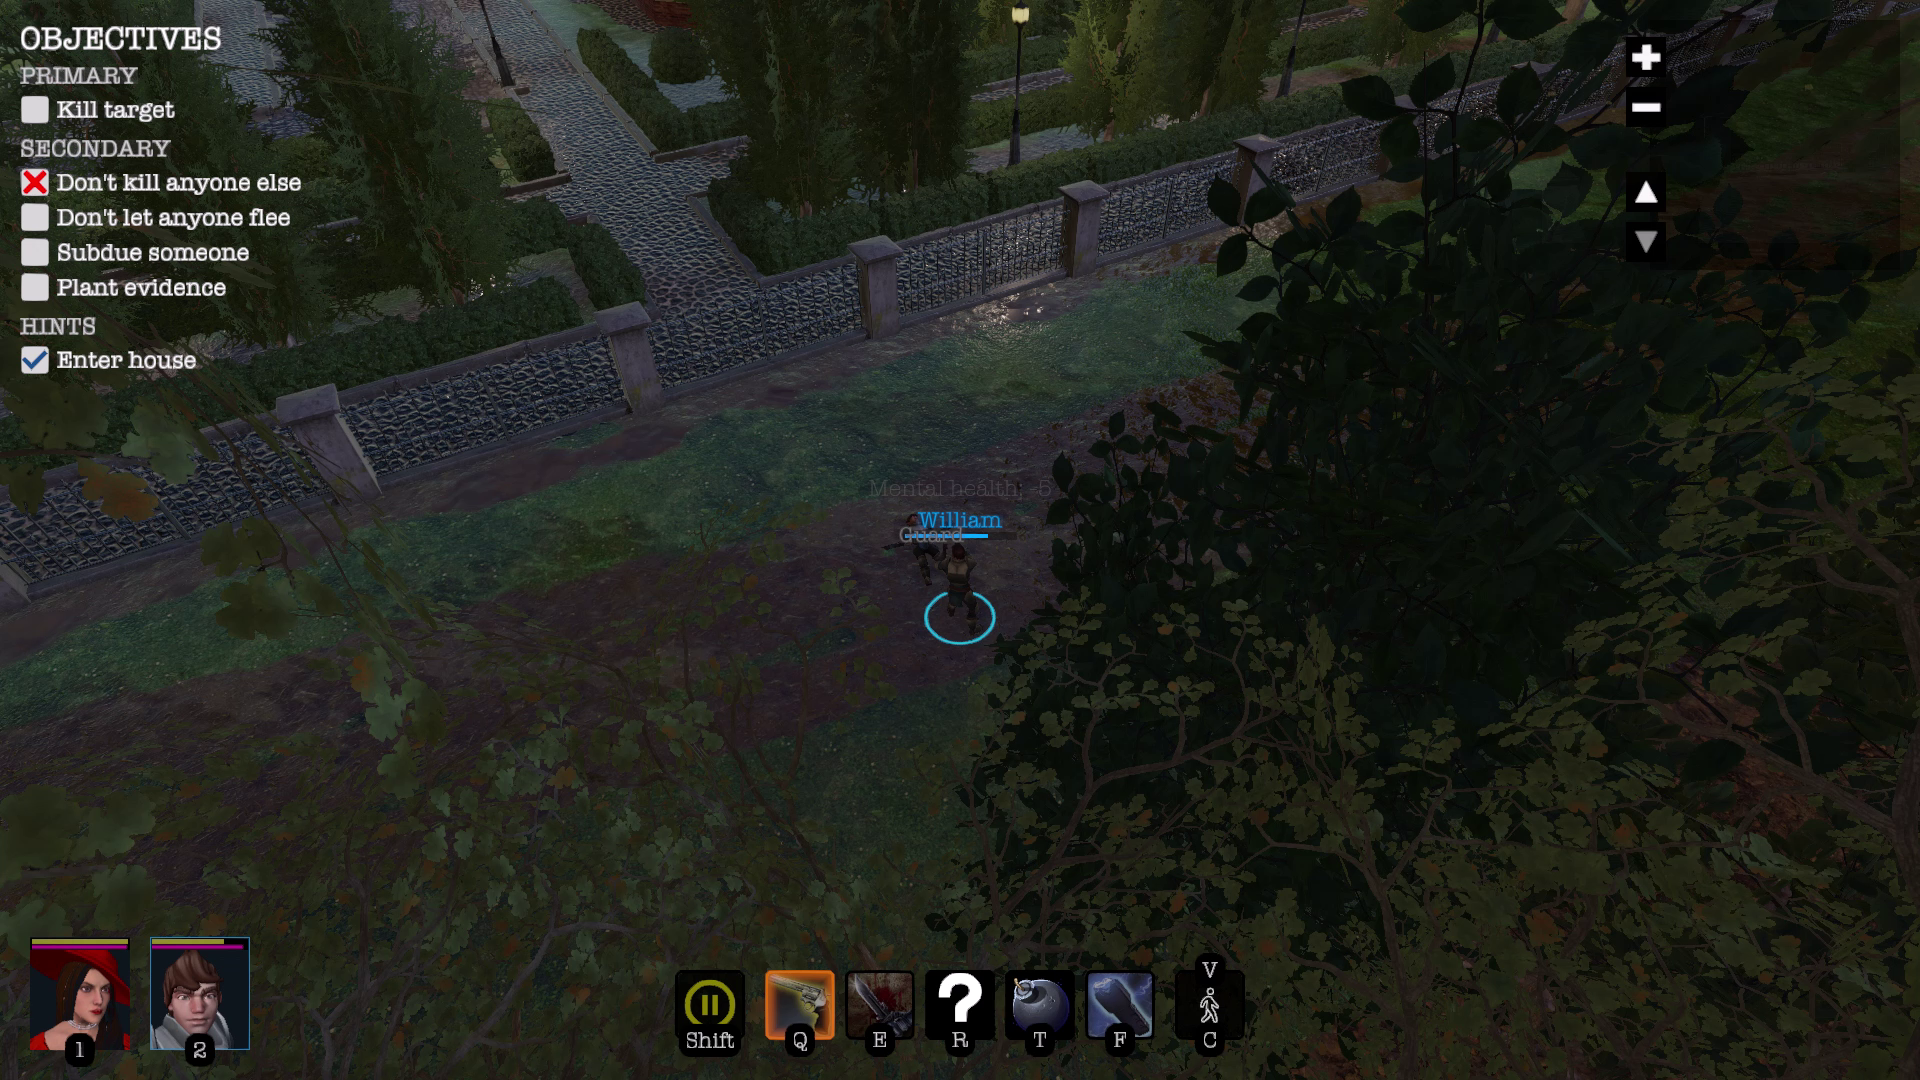 OBJECTIVES
PRIMARY
Kill target
SECONDARY
Don't kill anyone else
Don't let anyone flee
Subdue someone
Plant evidence
HINTS
Enter house
Mental health: -5
William
Guard
1
2
Shift
Q
E
R
T
F
V
C